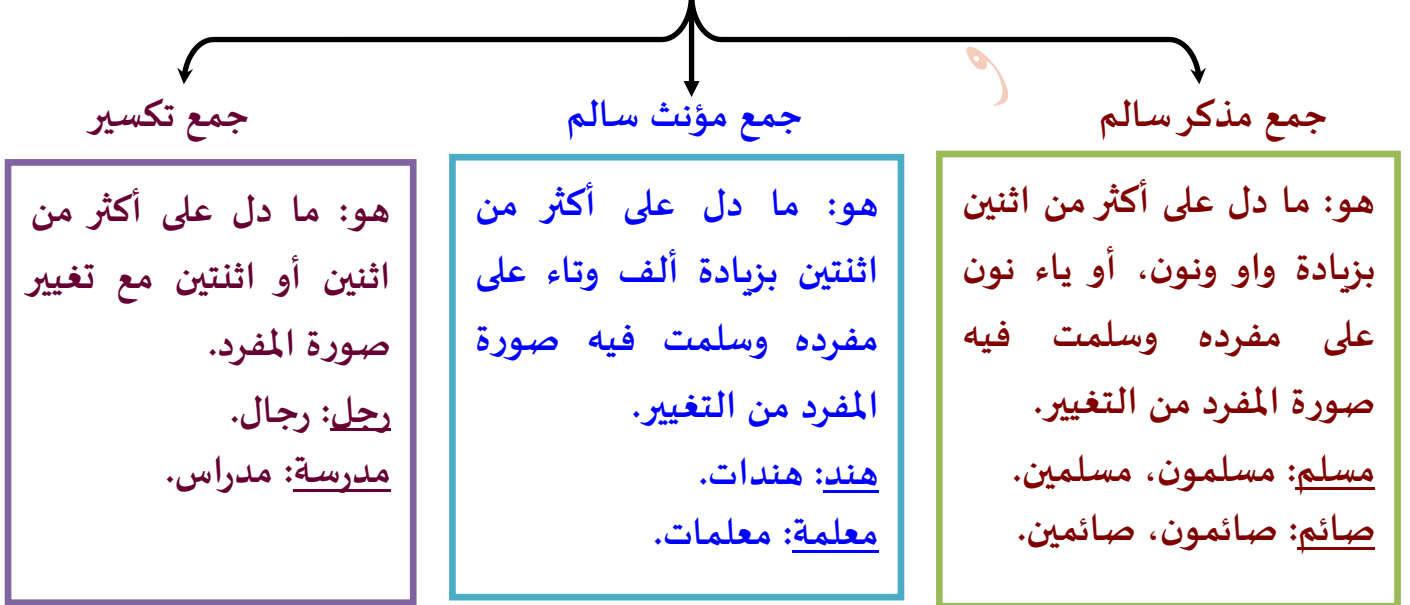 جمع مذكر سالم
هو: ما دل على أكثر من اثنين
بزيادة واو ونون، أو ياء نون
على مفرده وسلمت فيه
صورة المفرد من التغيير.
مسلم: مسلمون، مسلمين.
صائم: صائمون، صائمين.
جمع مؤنث سالم
هو: ما دل على أكثر من
اثنتين بزيادة ألف وتاء على
مفرده وسلمت فيه صورة
المفرد من التغيير.
هند: هندات.
معلمة: معلمات.
جمع تكسير
هو: ما دل على أكثر من
اثنين أو اثنتين مع تغيير
صورة المفرد.
رجل: رجال.
مدرسة: مدراس.